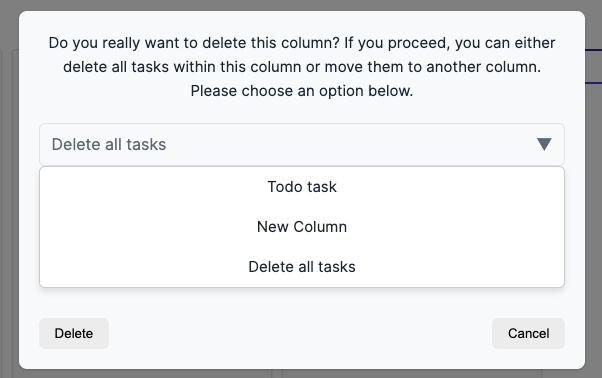 Do you really want to delete this column? If you proceed, you can either
delete all tasks within this column or move them to another column.
Please choose an option below.
Delete all tasks
Todo task
New Column
Delete all tasks
Delete
Cancel